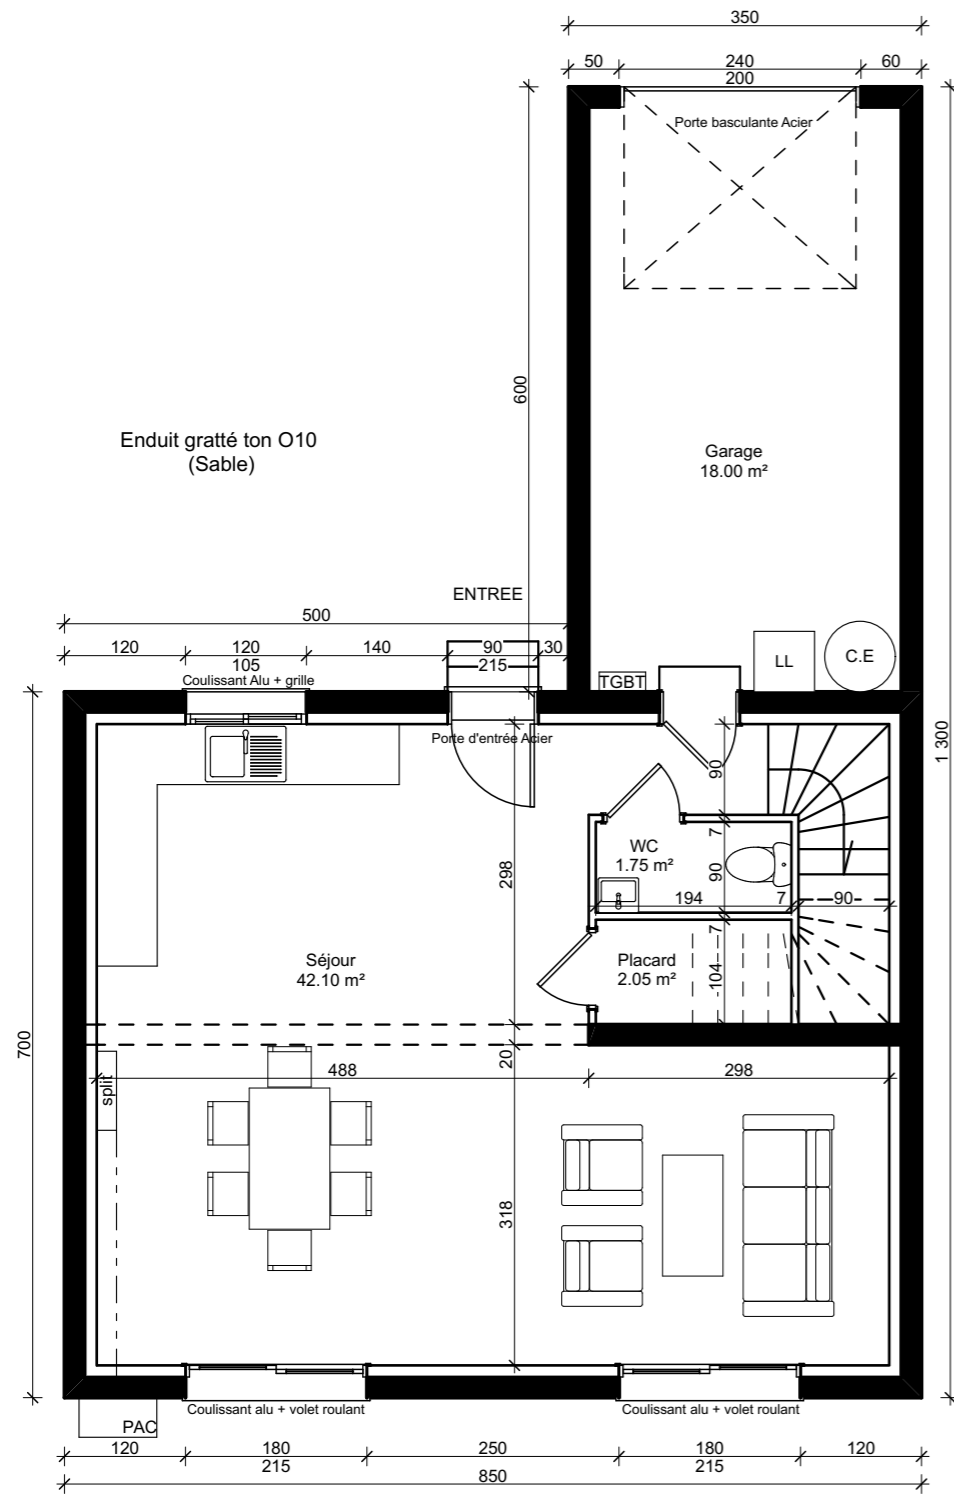 350
50
240
60
200
Porte basculante Acier
600
Enduit gratté ton O10
(Sable)
Garage
18.00 m²
ENTREE
500
120
120
140
90
30
105
215
Coulissant Alu + grille
TGBT
LL
C.E
Porte d'entrée Acier
1 300
90
7
WC
1.75 m²
90
298
194
7
90
7
Séjour
42.10 m²
Placard
2.05 m²
104
700
20
488
298
split
318
Coulissant alu + volet roulant
Coulissant alu + volet roulant
PAC
120
180
250
180
120
215
215
850